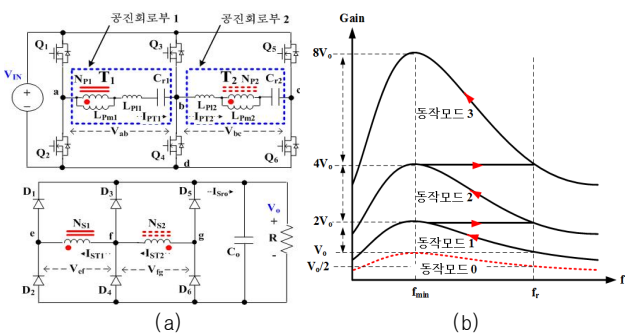 공진회로부 1
공진회로부 2
Q1
Q3
Q5
VIN
NP1
T1
Cr1
T2
NP2
Cr2
a
b
c
LPm1
LPl1
IPT1
LPl2
IPT2
LPm2
Vab
Vbc
Q2
Q4
Q6
d
D1
D3
D5
ISro
Vo
NS1
NS2
e
f
g
Co
R
+
-
IST1
IST2
Vef
Vfg
D2
D4
D6
(a)
Gain
8Vo
동작모드 3
4Vo
동작모드 2
2Vo
동작모드 1
Vo
Vo/2
동작모드 0
fmin
fr
f
(b)